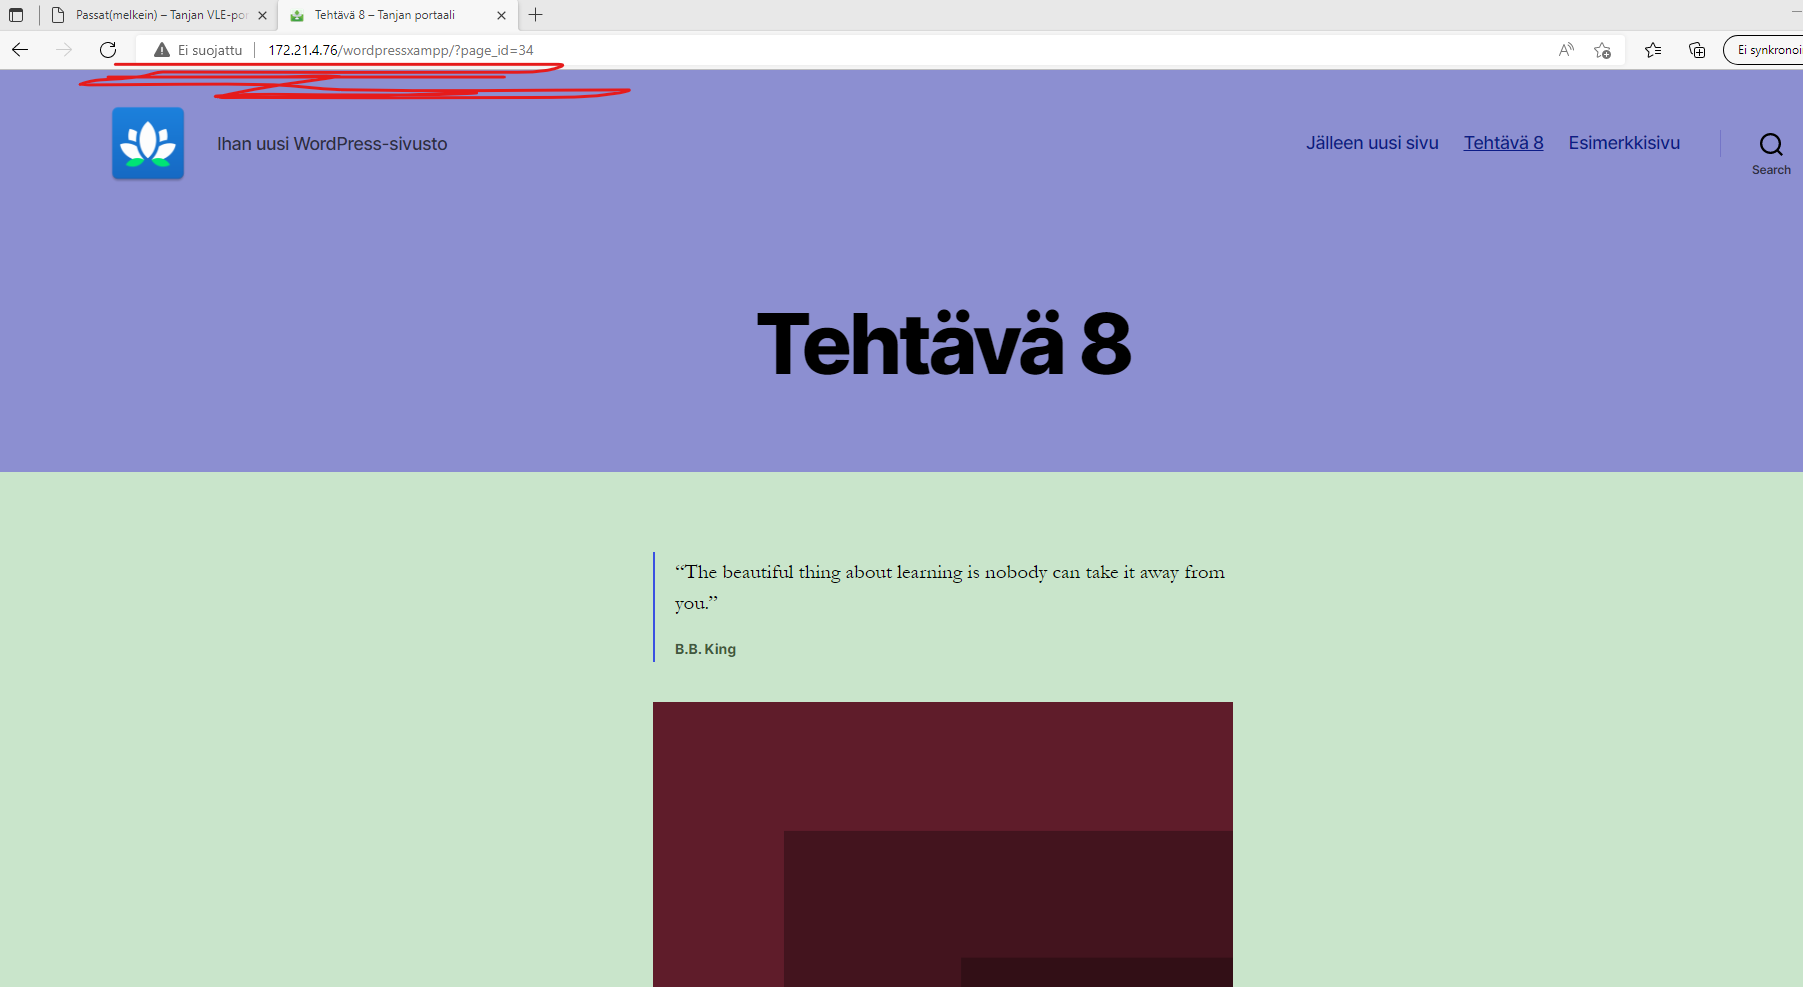 Passat(melkein) – Tanjan VLE-po
Tehtävä 8 – Tanjan portaali
Ei suojattu
172.21.4.76/wordpressxampp/?page_id=34
Ei synkronoi
Ihan uusi WordPress-sivusto
Jälleen uusi sivu
Tehtävä 8
Esimerkkisivu
Search
Tehtävä 8
“The beautiful thing about learning is nobody can take it away from
you.”
B.B. King